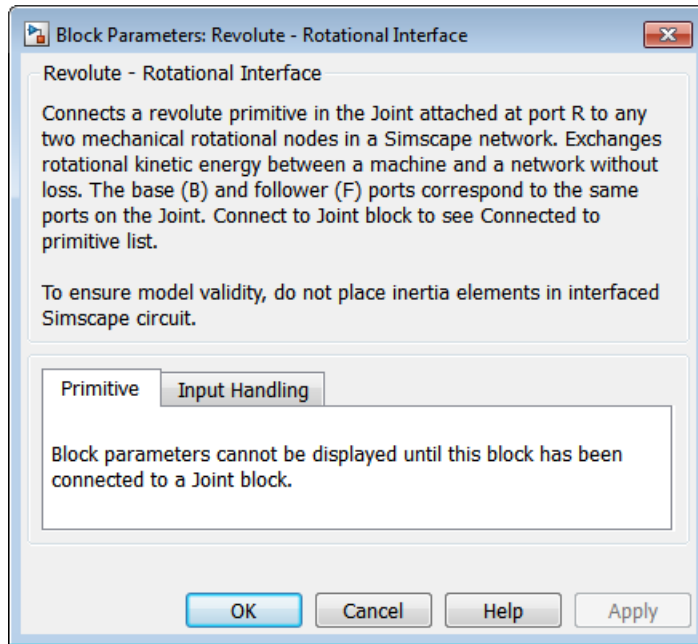 Block Parameters: Revolute - Rotational Interface
Revolute - Rotational Interface
Connects a revolute primitive in the Joint attached at port R to any
two mechanical rotational nodes in a Simscape network. Exchanges
rotational kinetic energy between a machine and a network without
loss. The base (B) and follower (F) ports correspond to the same
ports on the Joint. Connect to Joint block to see Connected to
primitive list.
To ensure model validity, do not place inertia elements in interfaced
Simscape circuit.
Primitive
Input Handling
Block parameters cannot be displayed until this block has been
connected to a Joint block.
OK
Cancel
Help
Apply